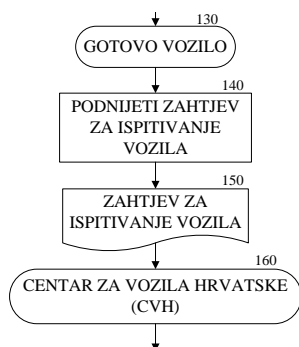 130
GOTOVO VOZILO
140
PODNIJETI ZAHTJEV
ZA ISPITIVANJE
VOZILA
150
ZAHTJEV ZA
ISPITIVANJE VOZILA
160
CENTAR ZA VOZILA HRVATSKE
(CVH)